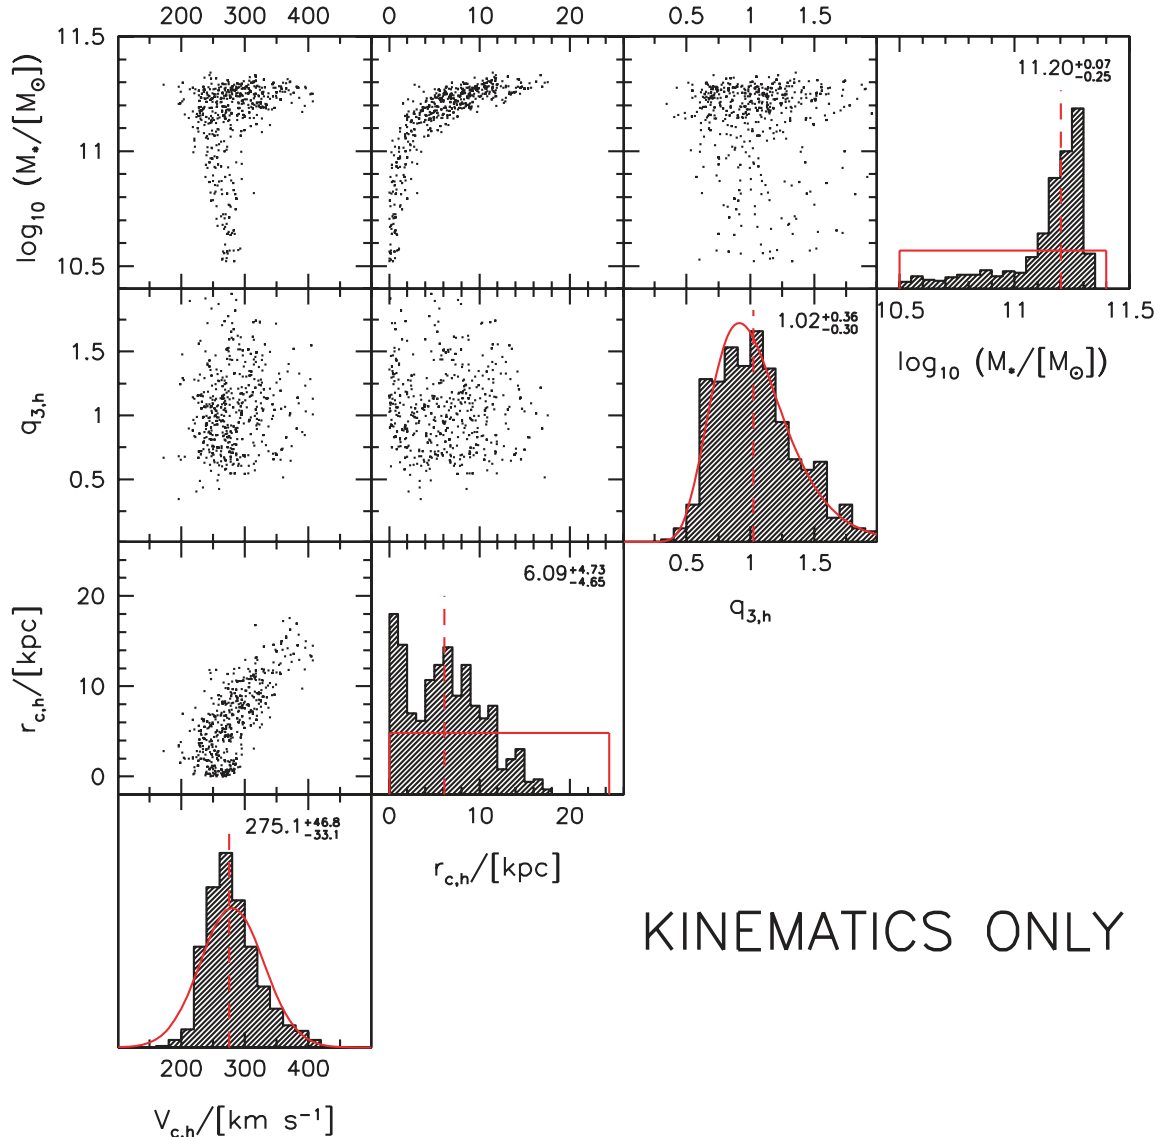 200 300 400 0 10 20 0.5 1 1.5
11.5
11
10.5
log₁₀ (M*/[M⊙])
11.20+0.07−0.25
10.5 11 11.5
log₁₀ (M*/[M⊙])
1.5
1
0.5
q₃,ₕ
1.02+0.36−0.30
0.5 1 1.5
q₃,ₕ
20
10
0
r_c,h/[kpc]
6.09+4.73−4.65
0 10 20
r_c,h/[kpc]
275.1+46.8−33.1
200 300 400
V_c,h/[km s⁻¹]
KINEMATICS ONLY